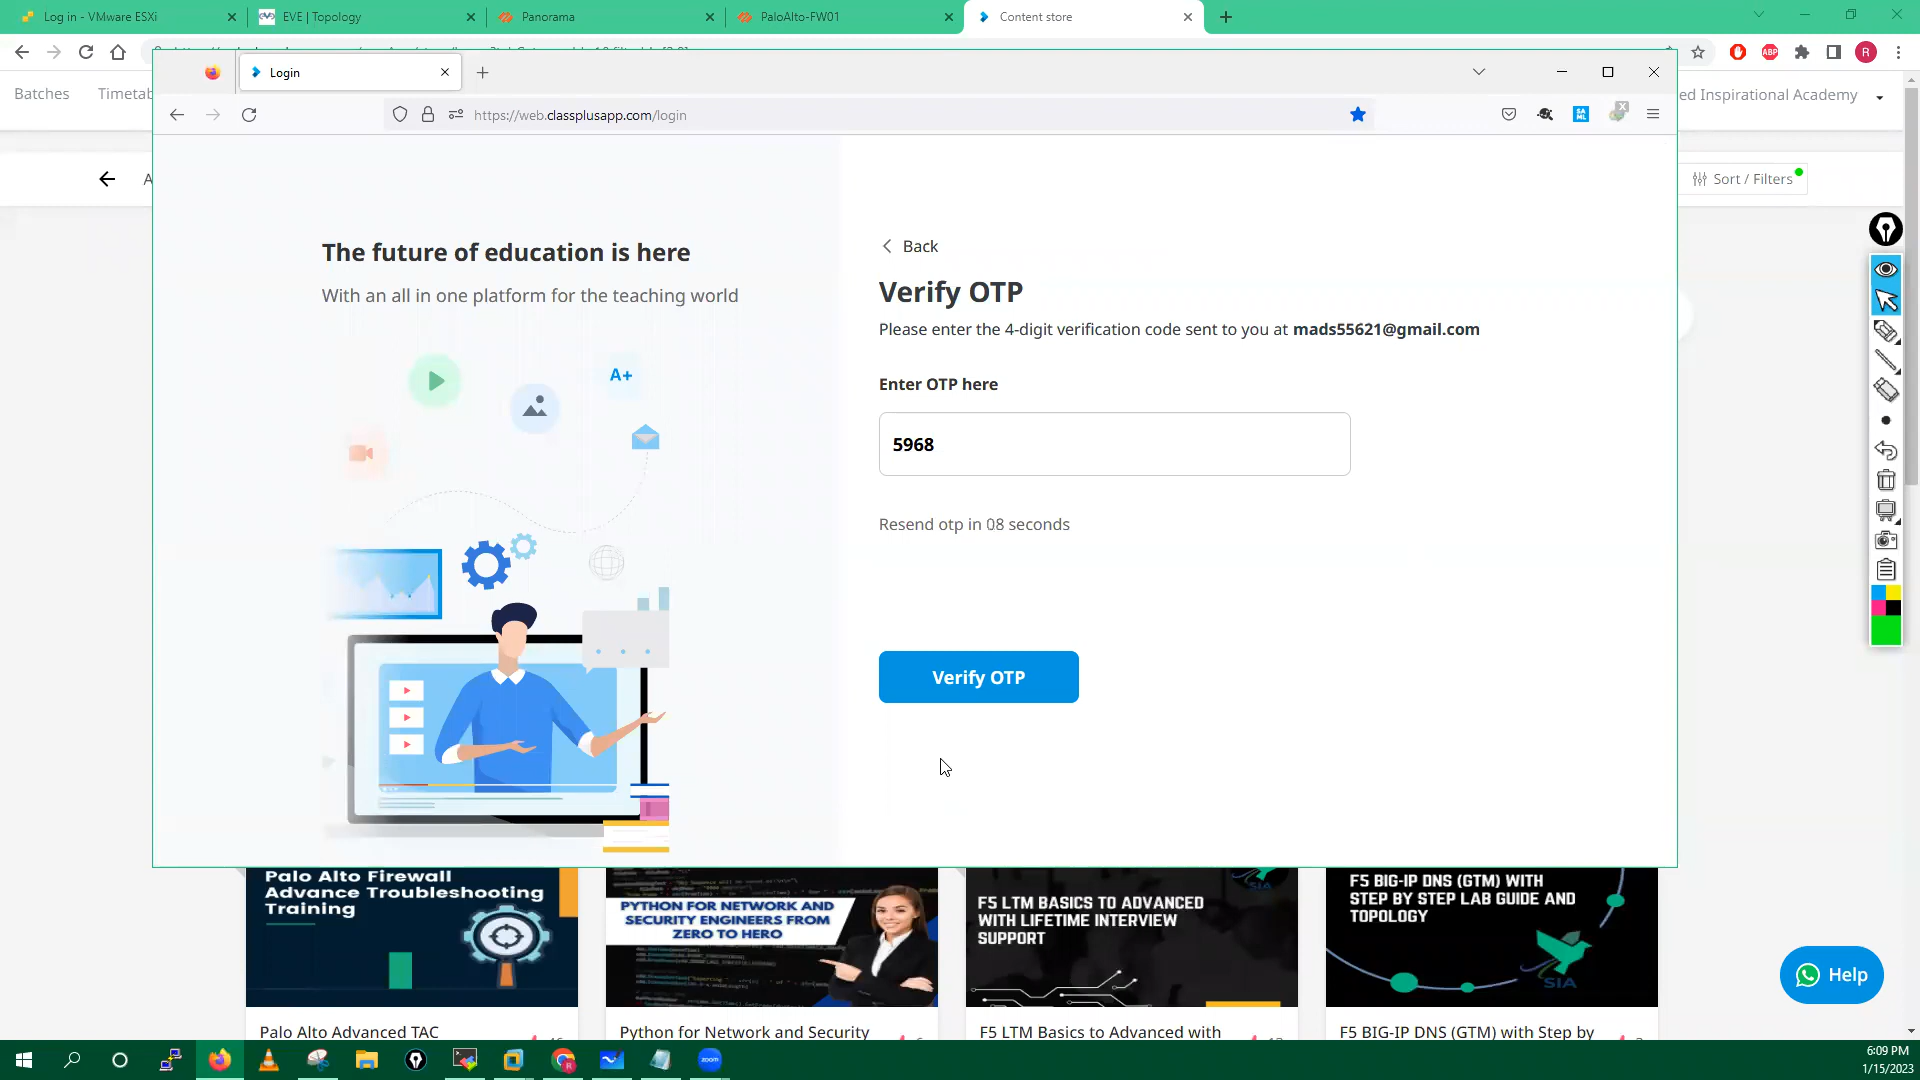 Log in - VMware ESXi
EVE | Topology
Panorama
PaloAlto-FW01
Content store
Batches
ed Inspirational Academy
Login
https://web.classplusapp.com/login
Sort / Filters
The future of education is here
With an all in one platform for the teaching world
A+
Back
Verify OTP
Please enter the 4-digit verification code sent to you at mads55621@gmail.com
Enter OTP here
5968
Resend otp in 08 seconds
Verify OTP
Palo Alto Firewall
Advance Troubleshooting
Training
PYTHON FOR NETWORK AND
SECURITY ENGINEERS FROM
ZERO TO HERO
F5 LTM BASICS TO ADVANCED
WITH LIFETIME INTERVIEW
SUPPORT
SIA
F5 BIG-IP DNS (GTM) WITH
STEP BY STEP LAB GUIDE AND
TOPOLOGY
SIA
Help
Palo Alto Advanced TAC
Python for Network and Security
F5 LTM Basics to Advanced with
F5 BIG-IP DNS (GTM) with Step by
ABP
R
SAML
zoom
6:09 PM
1/15/2023